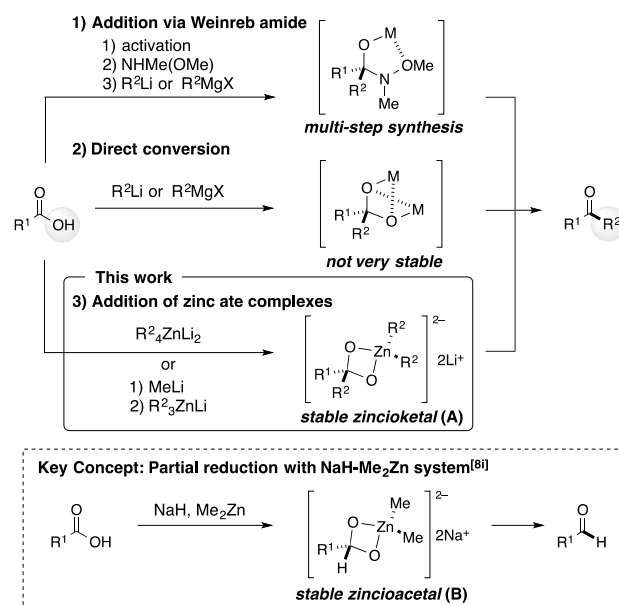 1) Addition via Weinreb amide
1) activation
2) NHMe(OMe)
3) R²Li or R²MgX
O M
R¹ OMe
R² N
Me
multi-step synthesis
2) Direct conversion
O
R¹ OH
R²Li or R²MgX
O M
R¹ M
R² O
not very stable
O
R¹ R²
This work
3) Addition of zinc ate complexes
R²₄ZnLi₂
or
1) MeLi
2) R²₃ZnLi
R² 2–
O Zn
R¹ O R² 2Li⁺
R²
stable zincioketal (A)
Key Concept: Partial reduction with NaH-Me₂Zn system[8i]
O
R¹ OH
NaH, Me₂Zn
Me 2–
O Zn
R¹ O Me 2Na⁺
H
stable zincioacetal (B)
O
R¹ H